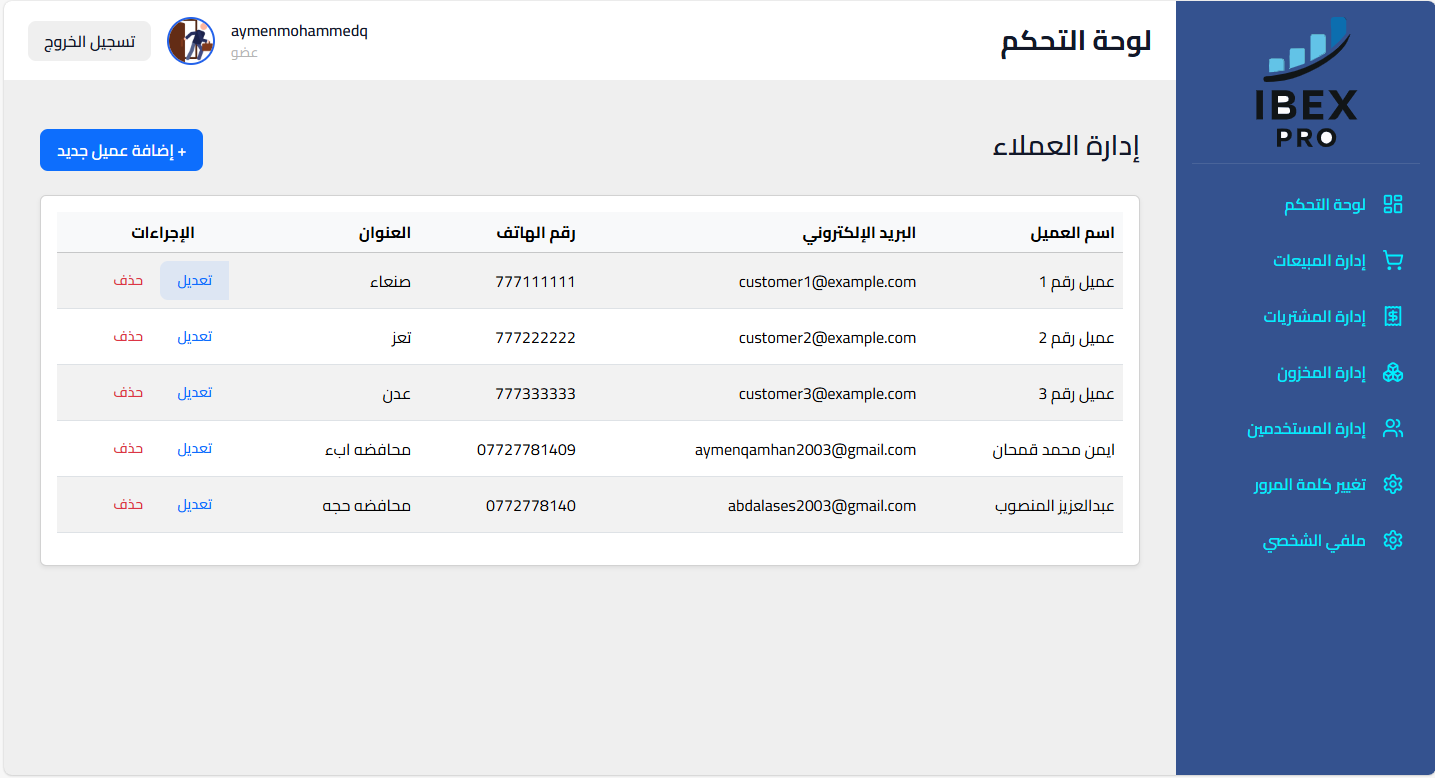 IBEX
PRO
لوحة التحكم
إدارة المبيعات
إدارة المشتريات
إدارة المخزون
إدارة المستخدمين
تغيير كلمة المرور
ملفي الشخصي
لوحة التحكم
aymenmohammedq
عضو
تسجيل الخروج
إدارة العملاء
+ إضافة عميل جديد
اسم العميل البريد الإلكتروني رقم الهاتف العنوان الإجراءات
عميل رقم 1 customer1@example.com 777111111 صنعاء تعديل حذف
عميل رقم 2 customer2@example.com 777222222 تعز تعديل حذف
عميل رقم 3 customer3@example.com 777333333 عدن تعديل حذف
ايمن محمد قمحان aymenqamhan2003@gmail.com 07727781409 محافضه ابء تعديل حذف
عبدالعزيز المنصوب abdalases2003@gmail.com 0772778140 محافضه حجه تعديل حذف